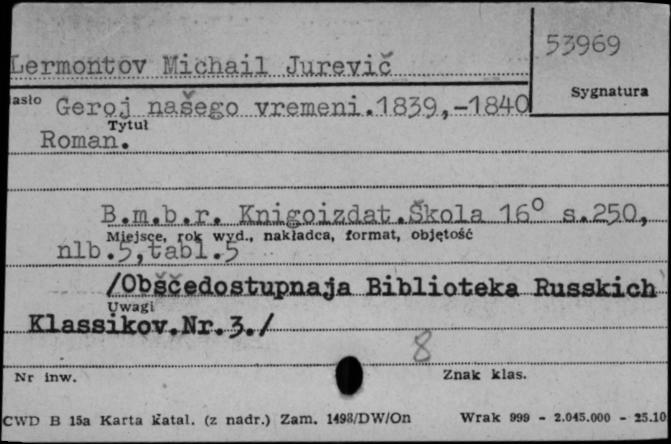 53969
Lermontov Michail Jurevič
Sygnatura
asło Geroj našego vremeni.1839,-1840
Tytuł
Roman.
B.m.b.r. Knigoizdat.Škola 16° s.250,
Miejsce, rok wyd., nakładca, format, objętość
nlb.5,tabl.5
/Obščedostupnaja Biblioteka Russkich
Uwagi
Klassikov.Nr.3./
8
Nr inw. Znak klas.
CWD B 15a Karta katal. (z nadr.) Zam. 1498/DW/On Wrak 999 - 2.045.000 - 25.10